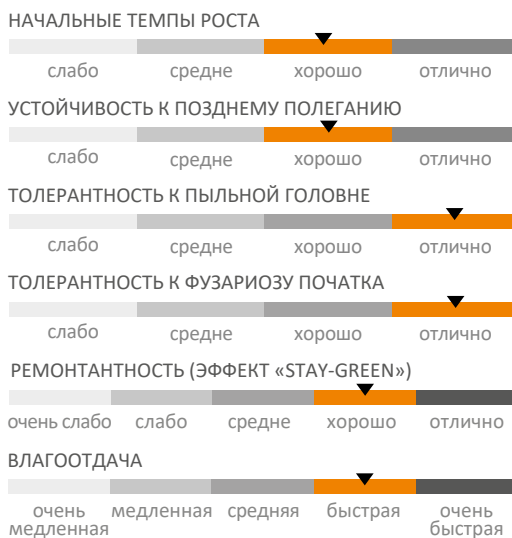 НАЧАЛЬНЫЕ ТЕМПЫ РОСТА
слабо средне хорошо отлично
УСТОЙЧИВОСТЬ К ПОЗДНЕМУ ПОЛЕГАНИЮ
слабо средне хорошо отлично
ТОЛЕРАНТНОСТЬ К ПЫЛЬНОЙ ГОЛОВНЕ
слабо средне хорошо отлично
ТОЛЕРАНТНОСТЬ К ФУЗАРИОЗУ ПОЧАТКА
слабо средне хорошо отлично
РЕМОНТАНТНОСТЬ (ЭФФЕКТ «STAY-GREEN»)
очень слабо слабо средне хорошо отлично
ВЛАГООТДАЧА
очень медленная средняя быстрая очень
медленная быстрая